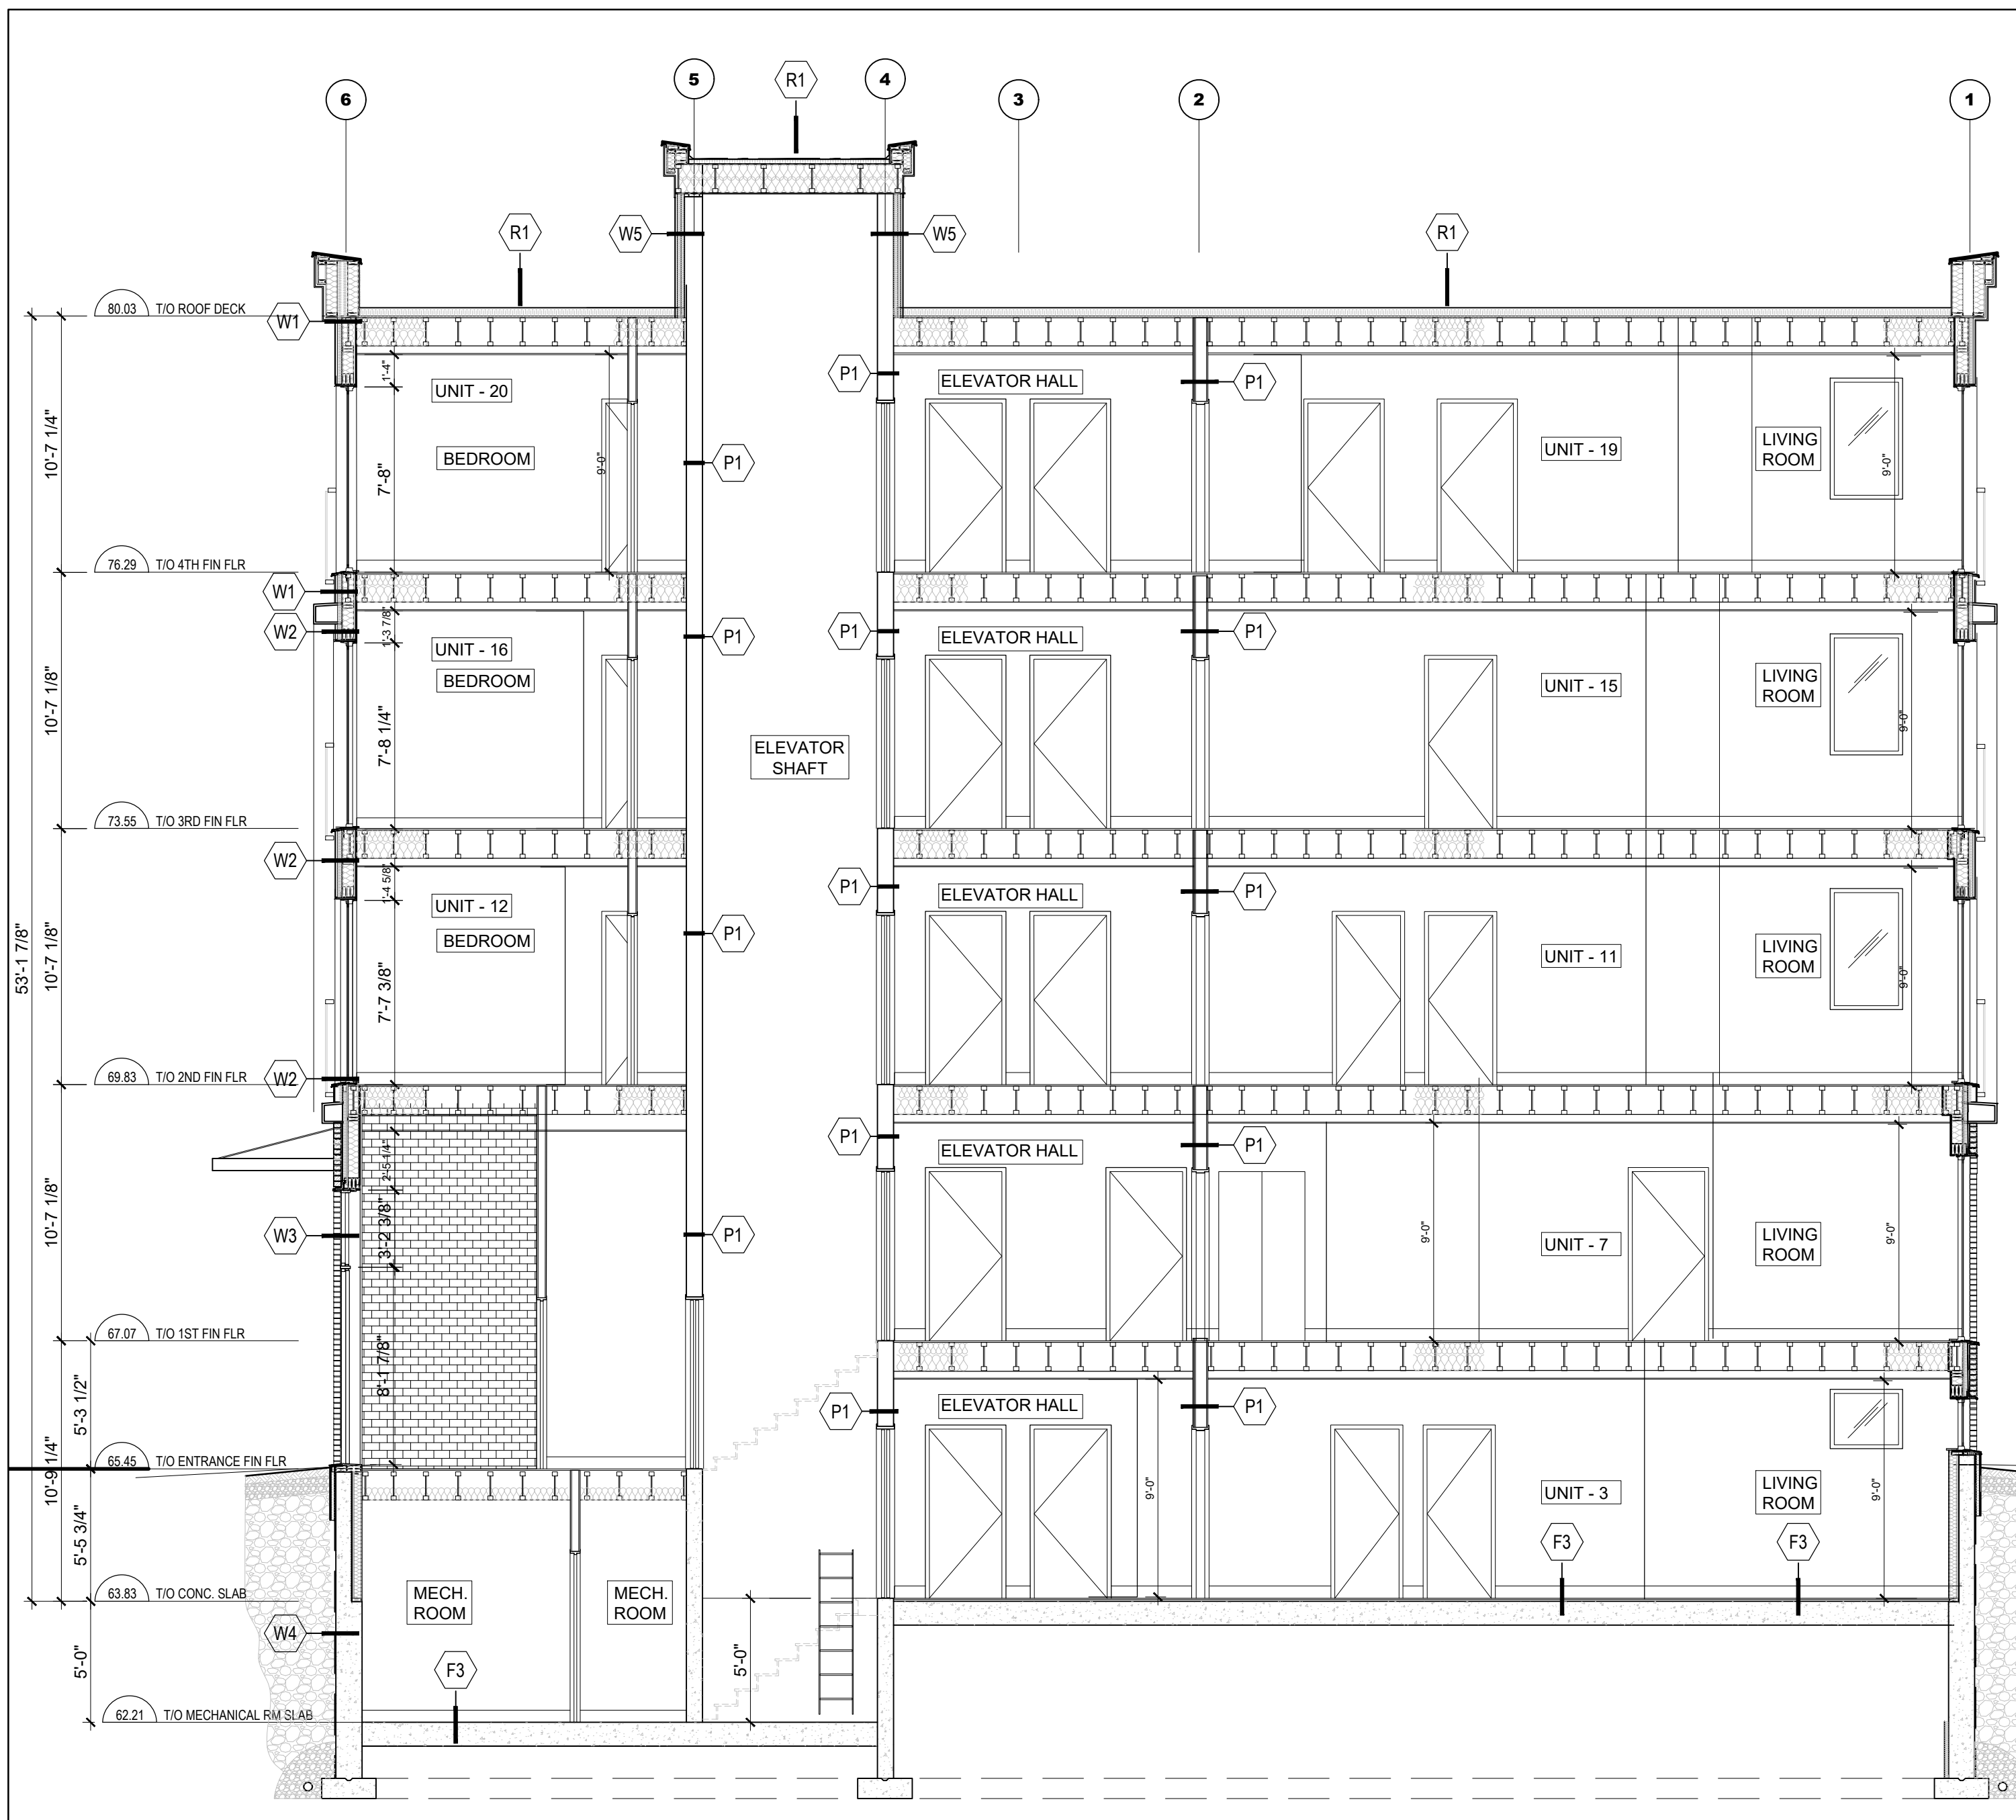 6
5
R1
4
3
2
1
R1
W5
W5
R1
80.03 T/O ROOF DECK
W1
1'-4"
P1
ELEVATOR HALL
P1
UNIT - 20
BEDROOM
10'-7 1/4"
7'-8"
9'-0"
P1
UNIT - 19
LIVING
ROOM
9'-0"
76.29 T/O 4TH FIN FLR
W1
W2
1'-3 7/8"
P1
P1
ELEVATOR HALL
P1
UNIT - 16
BEDROOM
UNIT - 15
LIVING
ROOM
10'-7 1/8"
7'-8 1/4"
9'-0"
ELEVATOR
SHAFT
73.55 T/O 3RD FIN FLR
W2
1'-4 5/8"
P1
ELEVATOR HALL
P1
UNIT - 12
BEDROOM
P1
UNIT - 11
LIVING
ROOM
53'-1 7/8"
10'-7 1/8"
7'-7 3/8"
9'-0"
69.83 T/O 2ND FIN FLR
W2
P1
ELEVATOR HALL
P1
2'-5 1/4"
10'-7 1/8"
W3
3'-2 3/8"
P1
9'-0"
UNIT - 7
LIVING
ROOM
9'-0"
67.07 T/O 1ST FIN FLR
8'-1 7/8"
5'-3 1/2"
P1
ELEVATOR HALL
P1
65.45 T/O ENTRANCE FIN FLR
10'-9 1/4"
9'-0"
UNIT - 3
LIVING
ROOM
9'-0"
5'-5 3/4"
F3
F3
63.83 T/O CONC. SLAB
MECH.
ROOM
MECH.
ROOM
W4
5'-0"
F3
5'-0"
62.21 T/O MECHANICAL RM SLAB